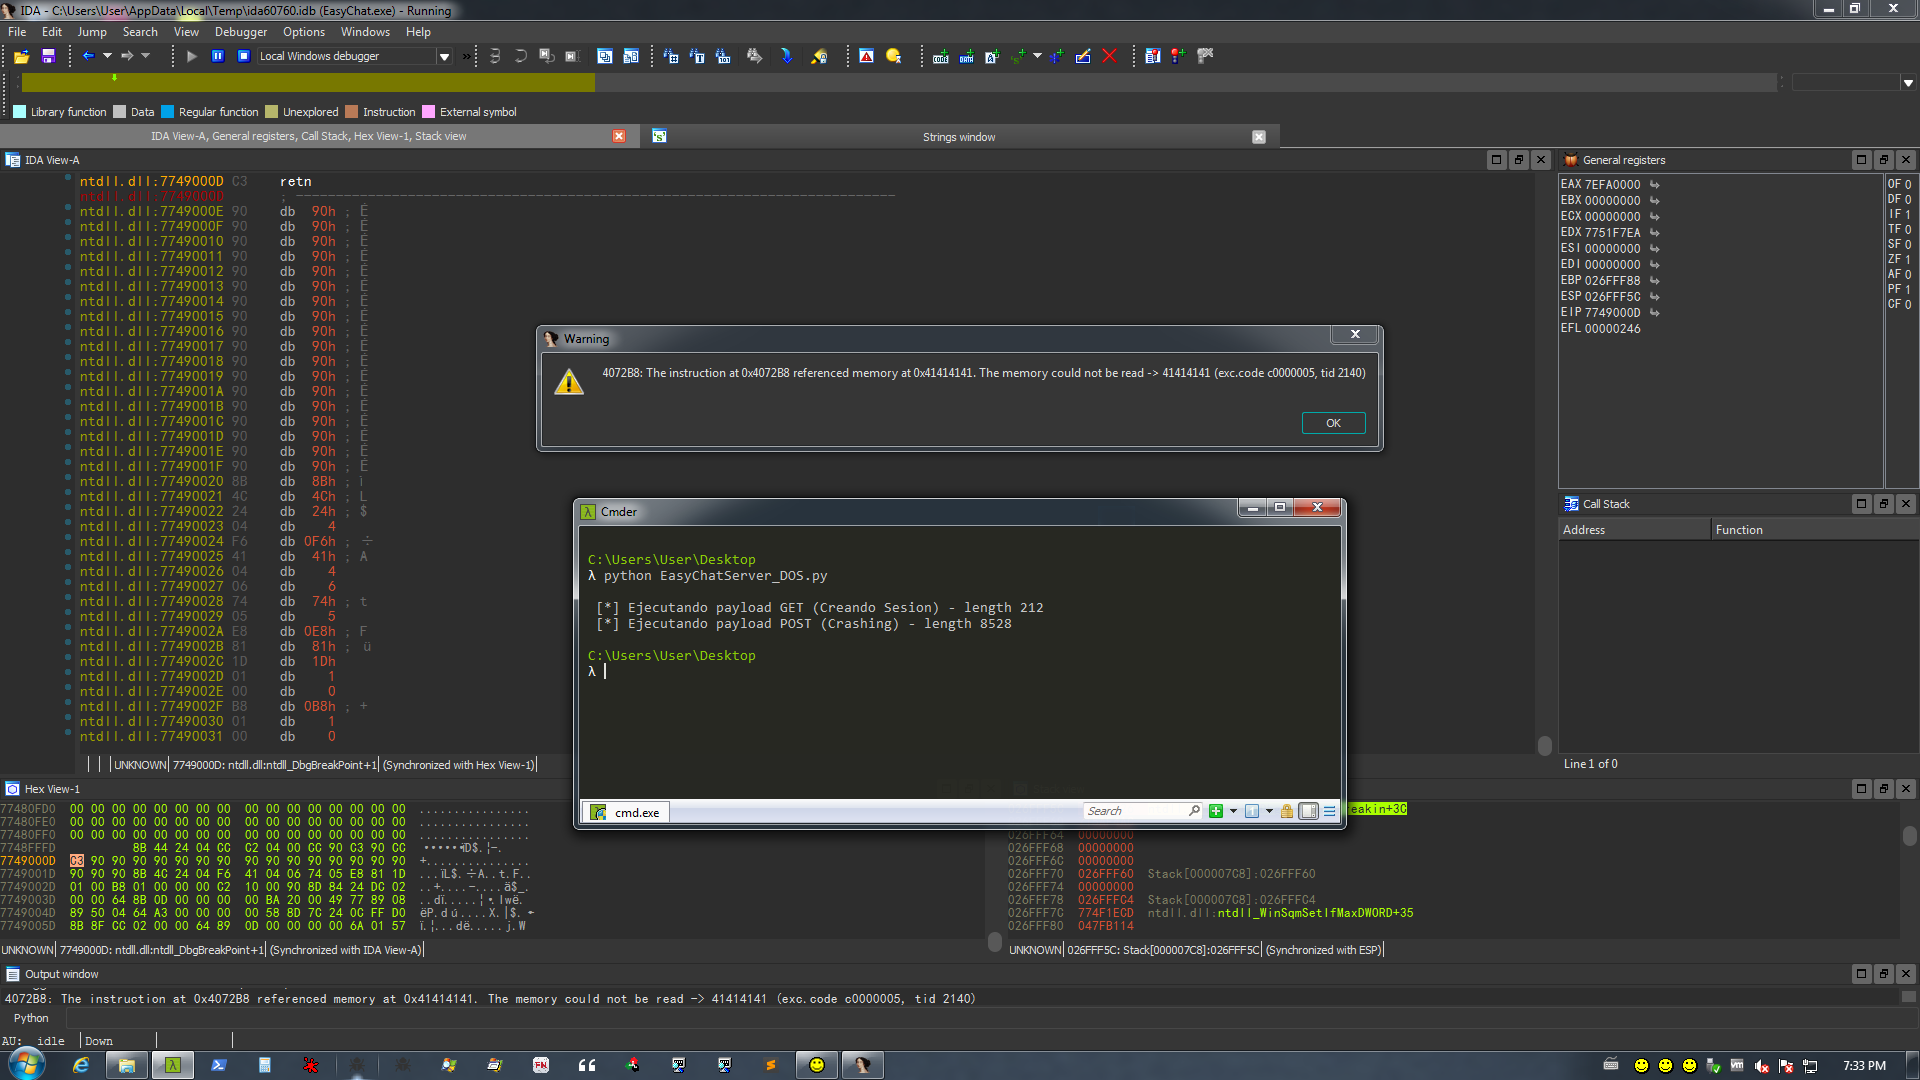 IDA - C:\Users\User\AppData\Local\Temp\ida60760.idb (EasyChat.exe) - Running
File Edit Jump Search View Debugger Options Windows Help
Local Windows debugger
Library function Data Regular function Unexplored Instruction External symbol
IDA View-A, General registers, Call Stack, Hex View-1, Stack view
Strings window
IDA View-A
ntdll.dll:7749000D C3 retn
ntdll.dll:7749000D ; 
ntdll.dll:7749000E 90 db 90h ; É
ntdll.dll:7749000F 90 db 90h ; É
ntdll.dll:77490010 90 db 90h ; É
ntdll.dll:77490011 90 db 90h ; É
ntdll.dll:77490012 90 db 90h ; É
ntdll.dll:77490013 90 db 90h ; É
ntdll.dll:77490014 90 db 90h ; É
ntdll.dll:77490015 90 db 90h ; É
ntdll.dll:77490016 90 db 90h ; É
ntdll.dll:77490017 90 db 90h ; É
ntdll.dll:77490018 90 db 90h ; É
ntdll.dll:77490019 90 db 90h ; É
ntdll.dll:7749001A 90 db 90h ; É
ntdll.dll:7749001B 90 db 90h ; É
ntdll.dll:7749001C 90 db 90h ; É
ntdll.dll:7749001D 90 db 90h ; É
ntdll.dll:7749001E 90 db 90h ; É
ntdll.dll:7749001F 90 db 90h ; É
ntdll.dll:77490020 8B db 8Bh ; ï
ntdll.dll:77490021 4C db 4Ch ; L
ntdll.dll:77490022 24 db 24h ; $
ntdll.dll:77490023 04 db 4
ntdll.dll:77490024 F6 db 0F6h ; ÷
ntdll.dll:77490025 41 db 41h ; A
ntdll.dll:77490026 04 db 4
ntdll.dll:77490027 06 db 6
ntdll.dll:77490028 74 db 74h ; t
ntdll.dll:77490029 05 db 5
ntdll.dll:7749002A E8 db 0E8h ; F
ntdll.dll:7749002B 81 db 81h ; ü
ntdll.dll:7749002C 1D db 1Dh
ntdll.dll:7749002D 01 db 1
ntdll.dll:7749002E 00 db 0
ntdll.dll:7749002F B8 db 0B8h ; +
ntdll.dll:77490030 01 db 1
ntdll.dll:77490031 00 db 0
UNKNOWN 7749000D: ntdll.dll:ntdll_DbgBreakPoint+1 (Synchronized with Hex View-1)
General registers
EAX 7EFA0000
EBX 00000000
ECX 00000000
EDX 7751F7EA
ESI 00000000
EDI 00000000
EBP 026FFF88
ESP 026FFF5C
EIP 7749000D
EFL 00000246
OF 0
DF 0
IF 1
TF 0
SF 0
ZF 1
AF 0
PF 1
CF 0
Call Stack
Address Function
Line 1 of 0
Warning
4072B8: The instruction at 0x4072B8 referenced memory at 0x41414141. The memory could not be read -> 41414141 (exc.code c0000005, tid 2140)
OK
Cmder
C:\Users\User\Desktop
λ python EasyChatServer_DOS.py
[*] Ejecutando payload GET (Creando Sesion) - length 212
[*] Ejecutando payload POST (Crashing) - length 8528
C:\Users\User\Desktop
λ
cmd.exe
Search
Hex View-1
77480FD0 00 00 00 00 00 00 00 00 00 00 00 00 00 00 00 00 ................
77480FE0 00 00 00 00 00 00 00 00 00 00 00 00 00 00 00 00 ................
77480FF0 00 00 00 00 00 00 00 00 00 00 00 00 00 00 00 00 ................
7748FFFD 8B 44 24 04 CC C2 04 00 CC 90 C3 90 CC
7749000D C3 90 90 90 90 90 90 90 90 90 90 90 90 90 90 90 +...............
7749001D 90 90 90 8B 4C 24 04 F6 41 04 06 74 05 E8 81 1D ...ïL$.÷A..t.F..
7749002D 01 00 B8 01 00 00 00 C2 10 00 90 8D 84 24 DC 02
7749003D 00 00 64 8B 0D 00 00 00 00 BA 20 00 49 77 89 08
7749004D 89 50 04 64 A3 00 00 00 00 58 8D 7C 24 0C FF D0
7749005D 8B 8F CC 02 00 00 64 89 0D 00 00 00 00 6A 01 57
UNKNOWN 7749000D: ntdll.dll:ntdll_DbgBreakPoint+1 (Synchronized with IDA View-A)
eakin+3C
026FFF64 00000000
026FFF68 00000000
026FFF6C 00000000
026FFF70 026FFF60 Stack[000007C8]:026FFF60
026FFF74 00000000
026FFF78 026FFFC4 Stack[000007C8]:026FFFC4
026FFF7C 774F1ECD ntdll.dll:ntdll_WinSqmSetIfMaxDWORD+35
026FFF80 047FB114
UNKNOWN 026FFF5C: Stack[000007C8]:026FFF5C (Synchronized with ESP)
Output window
4072B8: The instruction at 0x4072B8 referenced memory at 0x41414141. The memory could not be read -> 41414141 (exc.code c0000005, tid 2140)
Python
AU: idle Down
7:33 PM